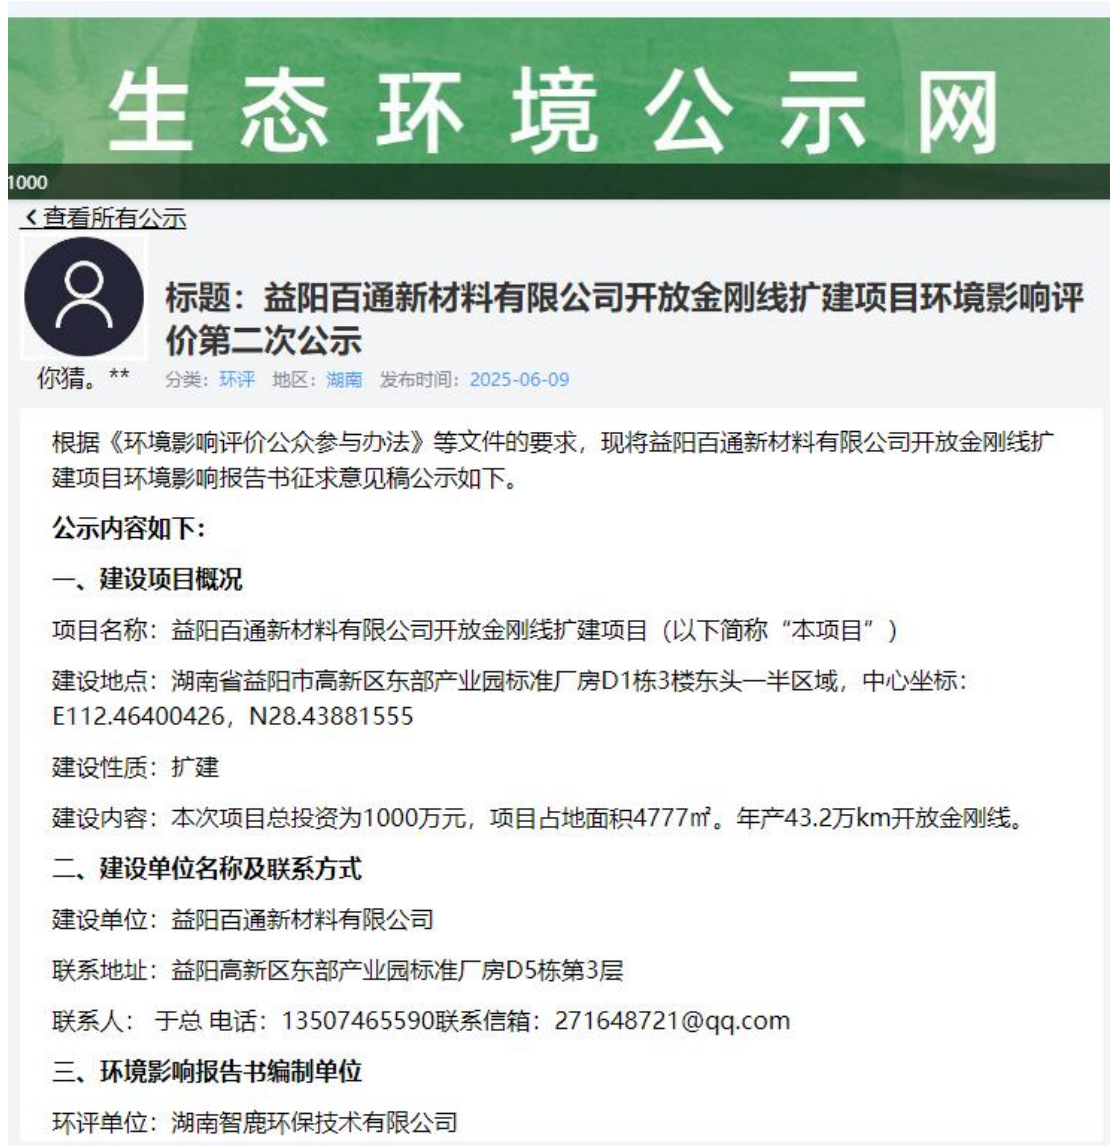 生态环境公示网
1000
查看所有公示
标题：益阳百通新材料有限公司开放金刚线扩建项目环境影响评
价第二次公示
你猜。**
分类：环评 地区：湖南 发布时间：2025-06-09
根据《环境影响评价公众参与办法》等文件的要求，现将益阳百通新材料有限公司开放金刚线扩
建项目环境影响报告书征求意见稿公示如下。
公示内容如下：
一、建设项目概况
项目名称：益阳百通新材料有限公司开放金刚线扩建项目（以下简称“本项目”）
建设地点：湖南省益阳市高新区东部产业园标准厂房D1栋3楼东头一半区域，中心坐标：
E112.46400426，N28.43881555
建设性质：扩建
建设内容：本次项目总投资为1000万元，项目占地面积4777㎡。年产43.2万km开放金刚线。
二、建设单位名称及联系方式
建设单位：益阳百通新材料有限公司
联系地址：益阳高新区东部产业园标准厂房D5栋第3层
联系人： 于总 电话：13507465590联系信箱：271648721@qq.com
三、环境影响报告书编制单位
环评单位：湖南智鹿环保技术有限公司